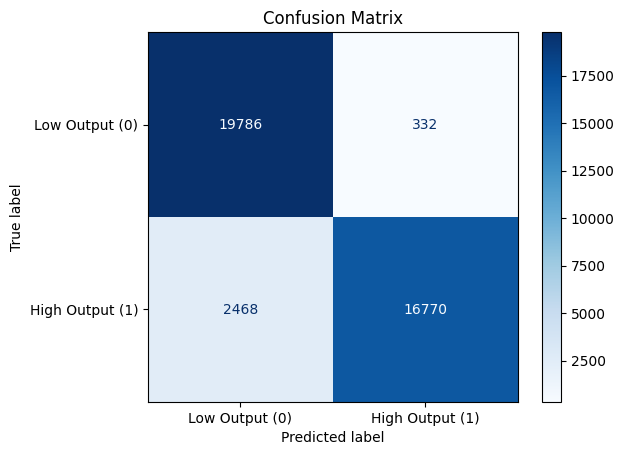 Confusion Matrix
True label
Low Output (0)
19786
332
High Output (1)
2468
16770
Low Output (0)
High Output (1)
Predicted label
17500
15000
12500
10000
7500
5000
2500